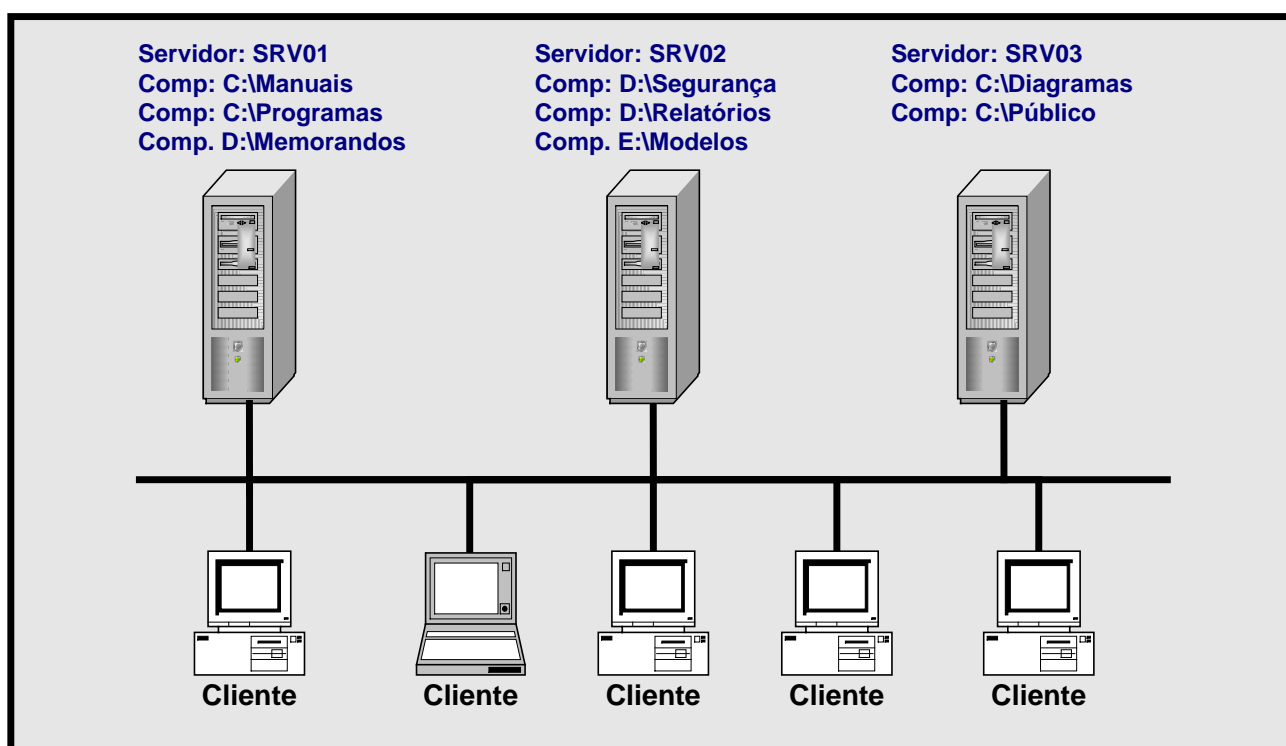 Servidor: SRV01
Comp: C:\Manuais
Comp: C:\Programas
Comp. D:\Memorandos
Servidor: SRV02
Comp: D:\Segurança
Comp: D:\Relatórios
Comp. E:\Modelos
Servidor: SRV03
Comp: C:\Diagramas
Comp: C:\Público
Cliente
Cliente
Cliente
Cliente
Cliente